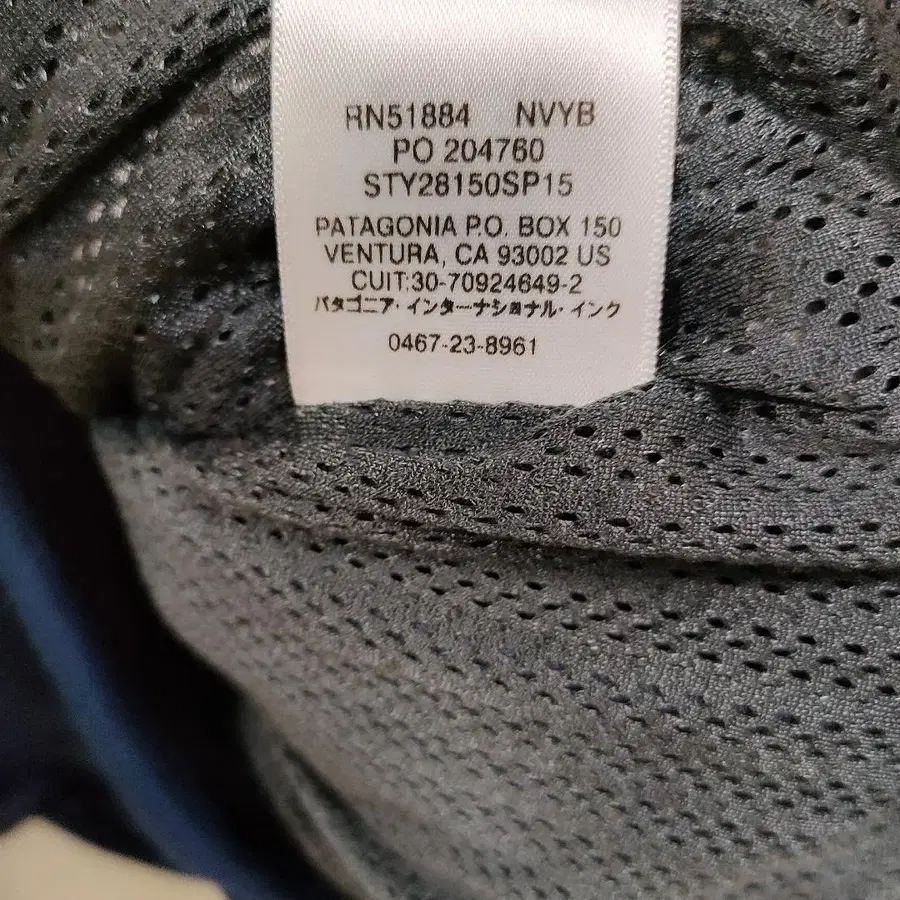 RN51884 NVYB
PO 204760
STY28150SP15
PATAGONIA P.O. BOX 150
VENTURA, CA 93002 US
CUIT:30-70924649-2
パタゴニア・インターナショナル・インク
0467-23-8961